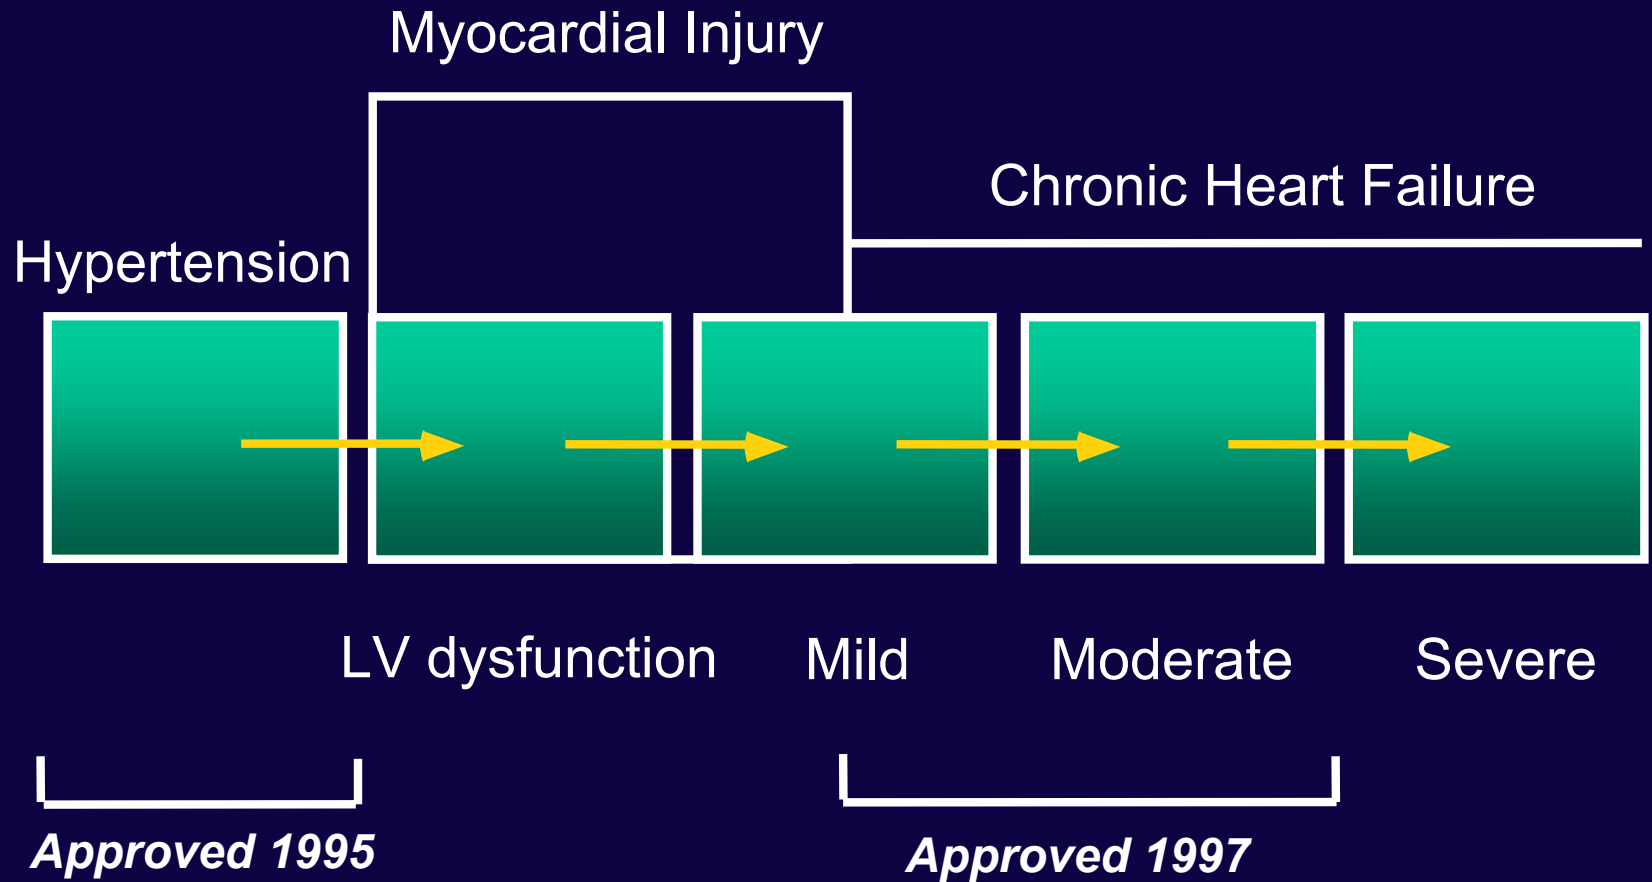 Myocardial Injury
Chronic Heart Failure
Hypertension
LV dysfunction
Mild
Moderate
Severe
Approved 1995
Approved 1997